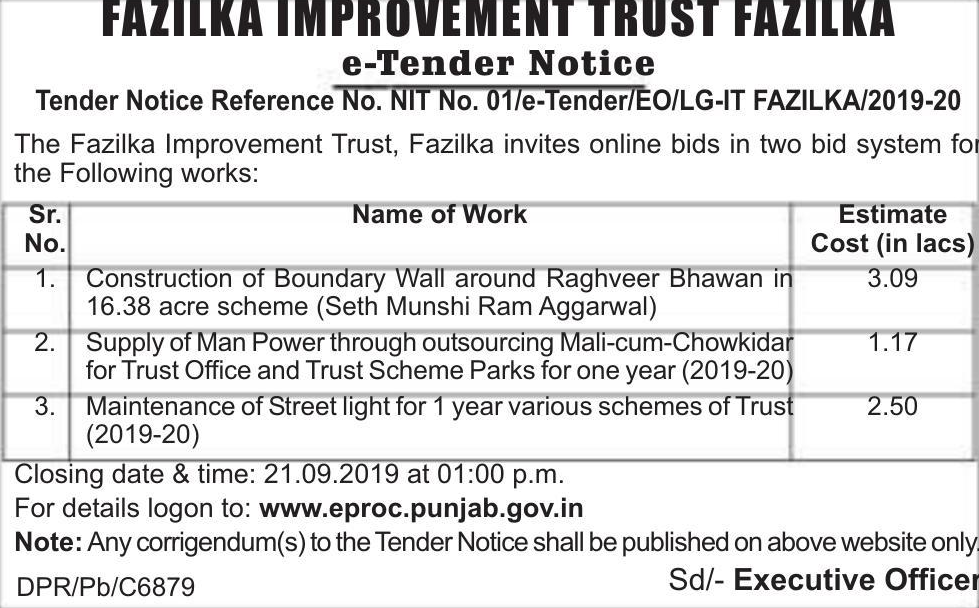 FAZILKA IMPROVEMENT TRUST FAZILKA
e-Tender Notice
Tender Notice Reference No. NIT No. 01/e-Tender/EO/LG-IT FAZILKA/2019-20
The Fazilka Improvement Trust, Fazilka invites online bids in two bid system for
the Following works:
Sr. No. Name of Work Estimate Cost (in lacs)
1. Construction of Boundary Wall around Raghveer Bhawan in 3.09
16.38 acre scheme (Seth Munshi Ram Aggarwal)
2. Supply of Man Power through outsourcing Mali-cum-Chowkidar 1.17
for Trust Office and Trust Scheme Parks for one year (2019-20)
3. Maintenance of Street light for 1 year various schemes of Trust 2.50
(2019-20)
Closing date & time: 21.09.2019 at 01:00 p.m.
For details logon to: www.eproc.punjab.gov.in
Note: Any corrigendum(s) to the Tender Notice shall be published on above website only.
DPR/Pb/C6879 Sd/- Executive Officer